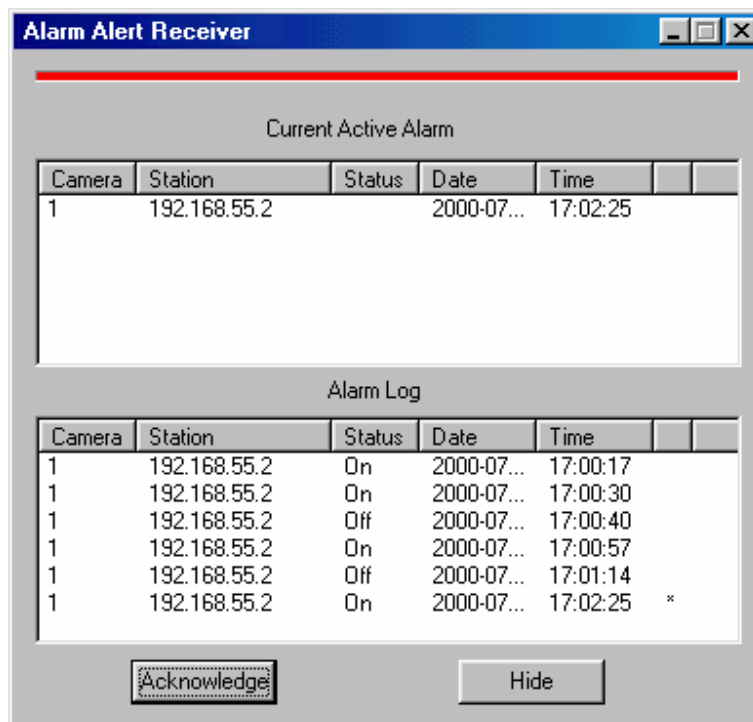 Alarm Alert Receiver
Current Active Alarm
Camera Station Status Date Time
1 192.168.55.2 2000-07... 17:02:25
Alarm Log
Camera Station Status Date Time
1 192.168.55.2 On 2000-07... 17:00:17
1 192.168.55.2 On 2000-07... 17:00:30
1 192.168.55.2 Off 2000-07... 17:00:40
1 192.168.55.2 On 2000-07... 17:00:57
1 192.168.55.2 Off 2000-07... 17:01:14
1 192.168.55.2 On 2000-07... 17:02:25 *
Acknowledge Hide